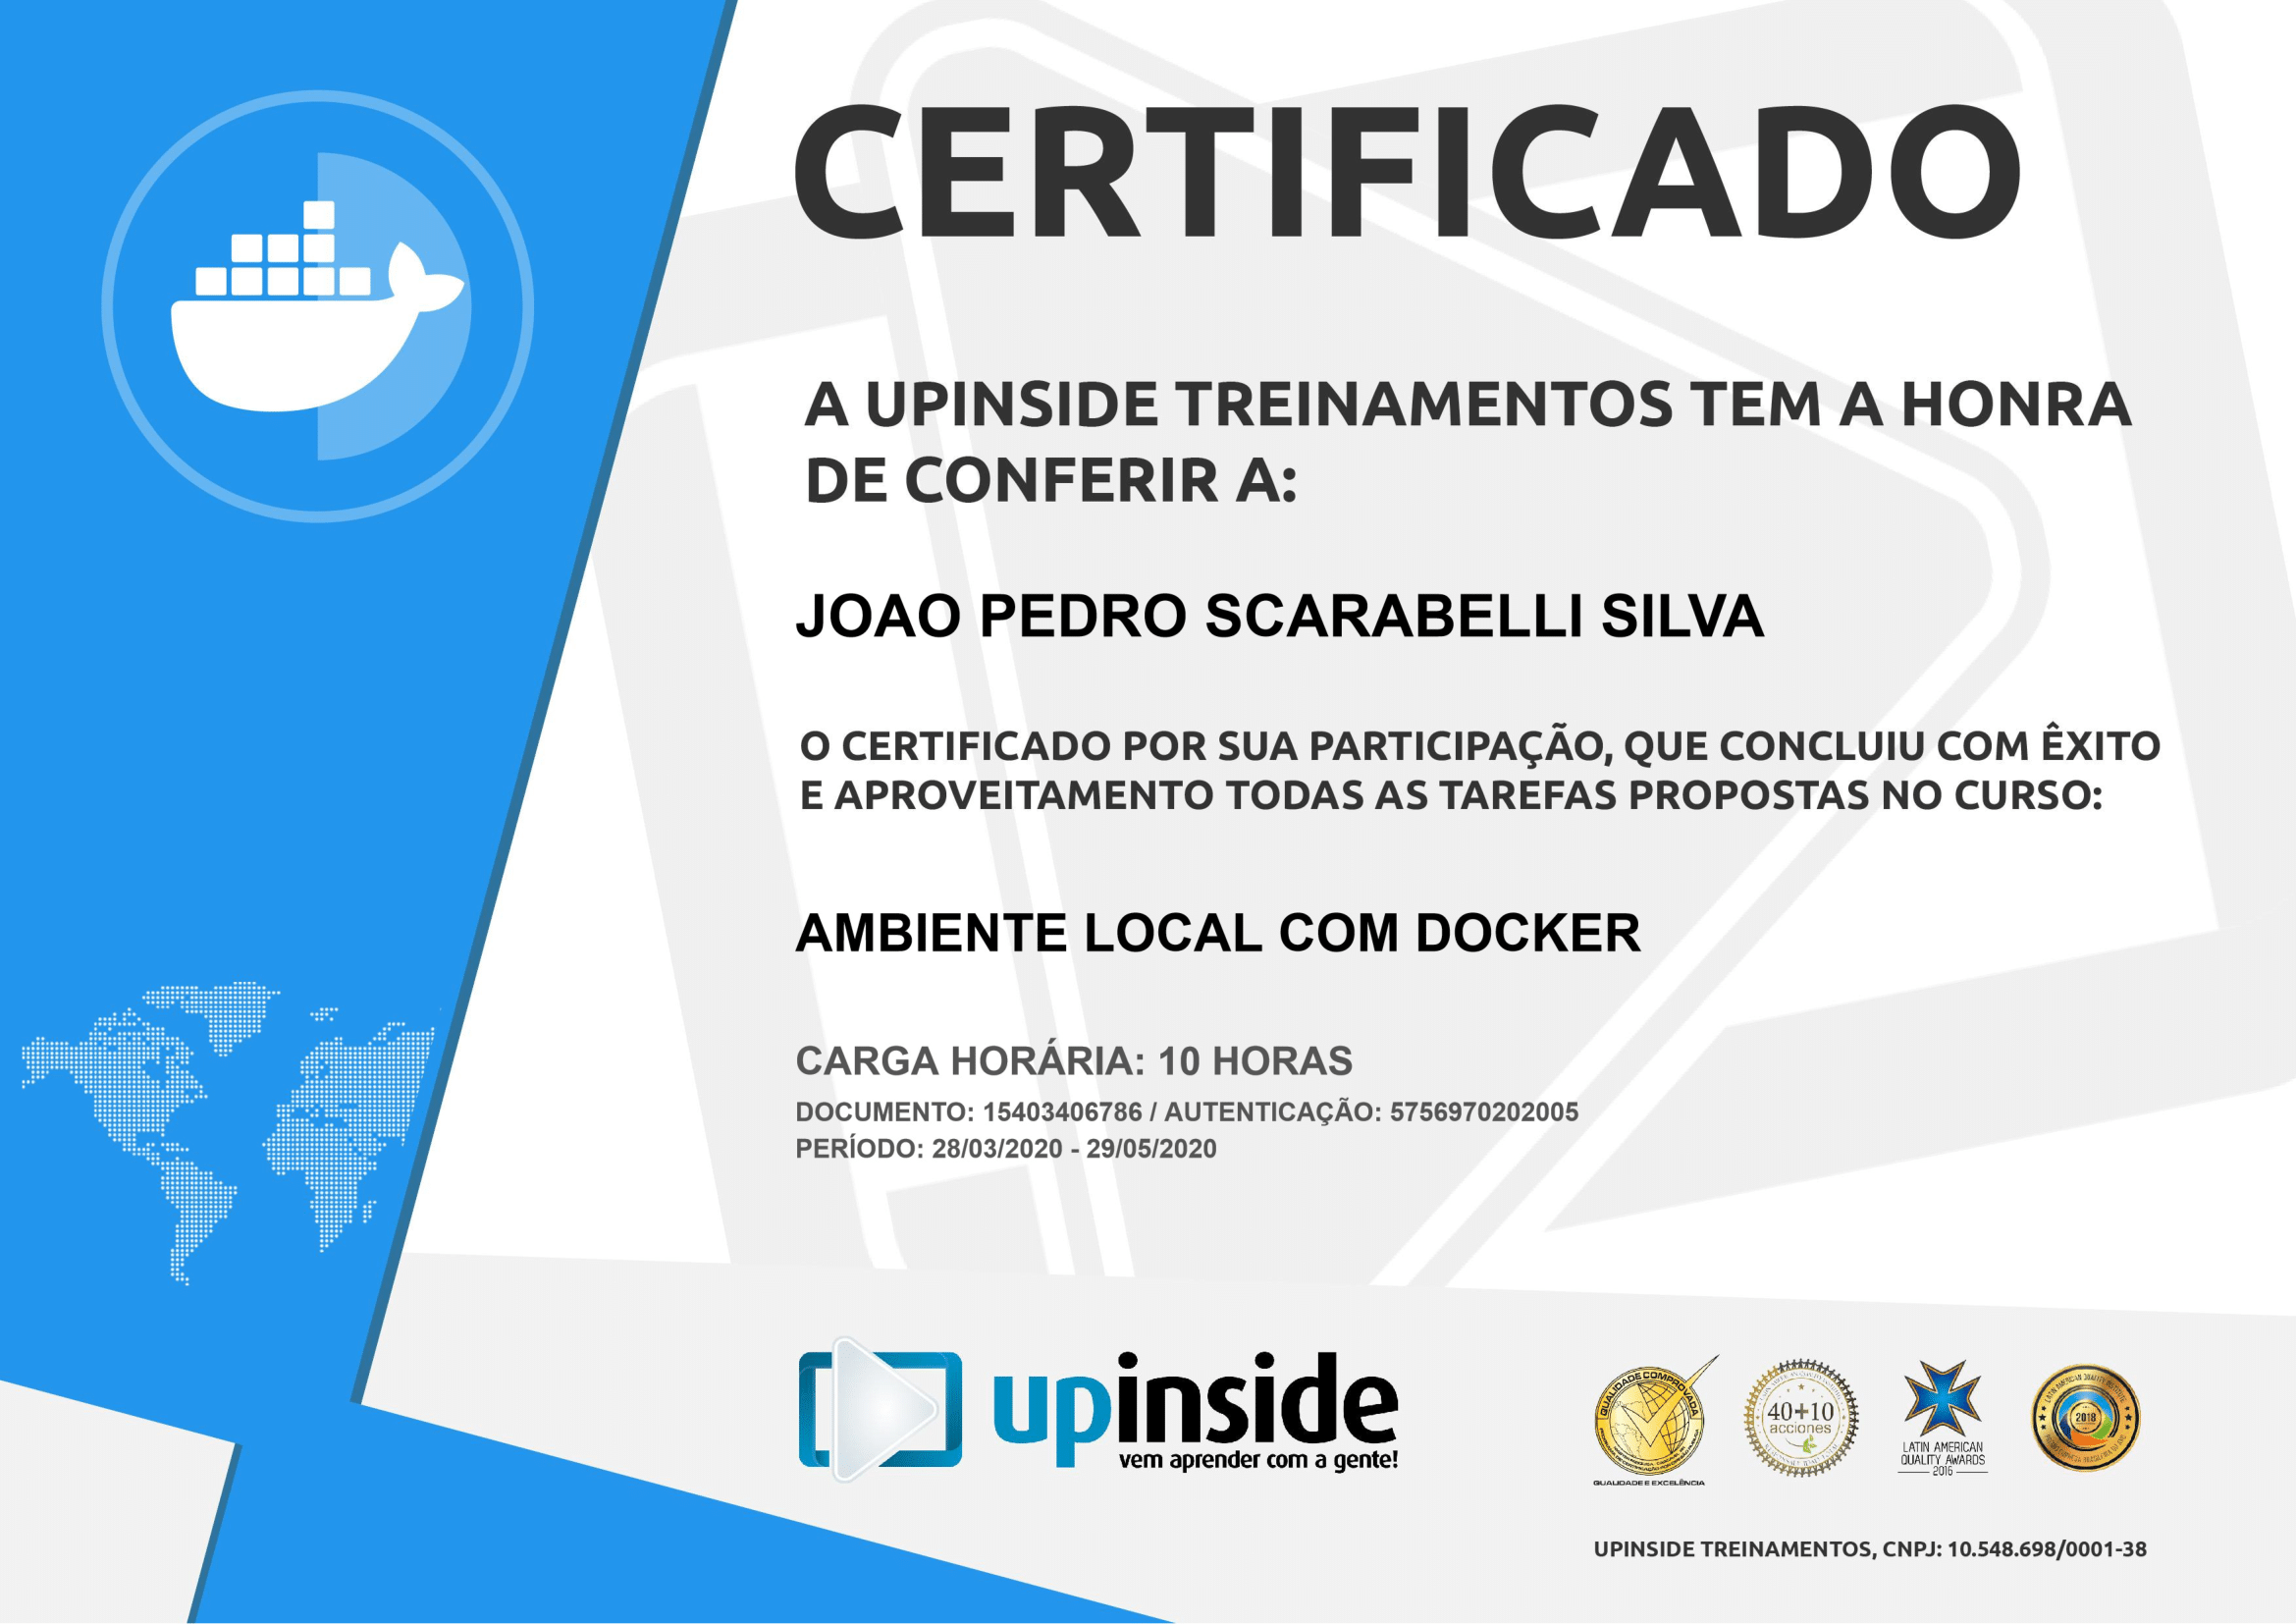 CERTIFICADO
A UPINSIDE TREINAMENTOS TEM A HONRA
DE CONFERIR A:
JOAO PEDRO SCARABELLI SILVA
O CERTIFICADO POR SUA PARTICIPAÇÃO, QUE CONCLUIU COM ÊXITO
E APROVEITAMENTO TODAS AS TAREFAS PROPOSTAS NO CURSO:
AMBIENTE LOCAL COM DOCKER
CARGA HORÁRIA: 10 HORAS
DOCUMENTO: 15403406786 / AUTENTICAÇÃO: 5756970202005
PERÍODO: 28/03/2020 - 29/05/2020
upinside
vem aprender com a gente!
QUALIDADE COMPROVADA
QUALIDADE E EXCELÊNCIA
40+10
acciones
LATIN AMERICAN
QUALITY AWARDS
2016
2018
UPINSIDE TREINAMENTOS, CNPJ: 10.548.698/0001-38